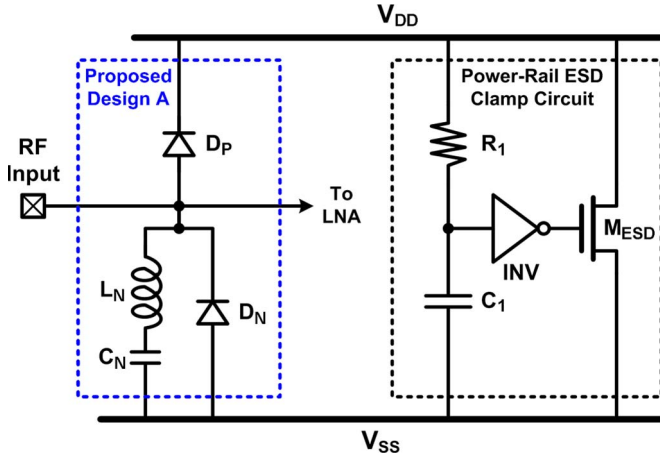 VDD
Proposed
Design A
Power-Rail ESD
Clamp Circuit
DP
R1
RF
Input
To
LNA
MESD
INV
LN
DN
C1
CN
VSS